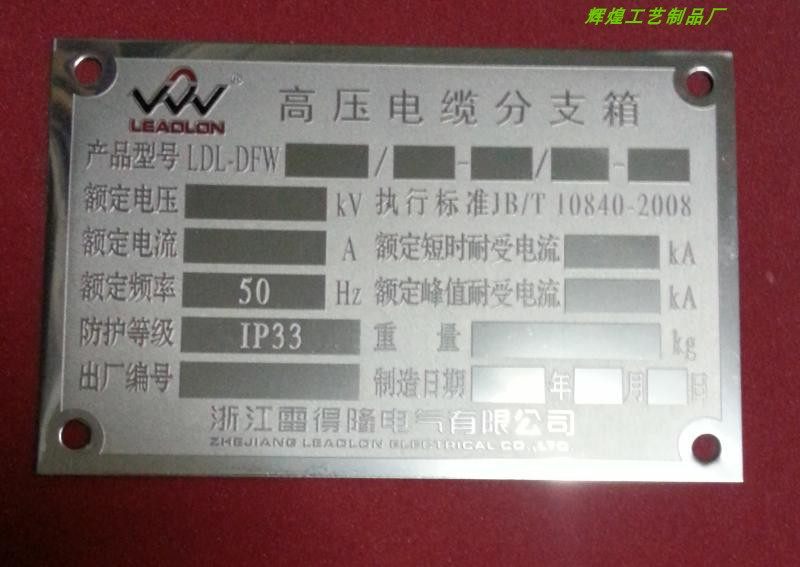 辉煌工艺制品厂
LEADLON
高压电缆分支箱
产品型号 LDL-DFW / - / -
额定电压 kV 执行标准JB/T 10840-2008
额定电流 A 额定短时耐受电流 kA
额定频率 50 Hz 额定峰值耐受电流 kA
防护等级 IP33 重量 kg
出厂编号 制造日期 年 月 日
浙江雷得隆电气有限公司
ZHEJIANG LEADLON ELECTRICAL CO.,LTD.